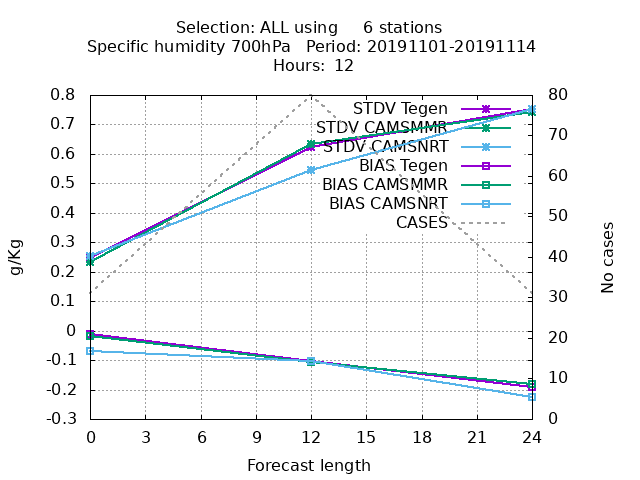 Selection: ALL using     6 stations
Specific humidity 700hPa   Period: 20191101-20191114
Hours: 12
STDV Tegen
STDV CAMSMMR
STDV CAMSNRT
BIAS Tegen
BIAS CAMSMMR
BIAS CAMSNRT
CASES
0.8
0.7
0.6
0.5
0.4
0.3
0.2
0.1
0
-0.1
-0.2
-0.3
g/Kg
80
70
60
50
40
30
20
10
0
No cases
0 3 6 9 12 15 18 21 24
Forecast length